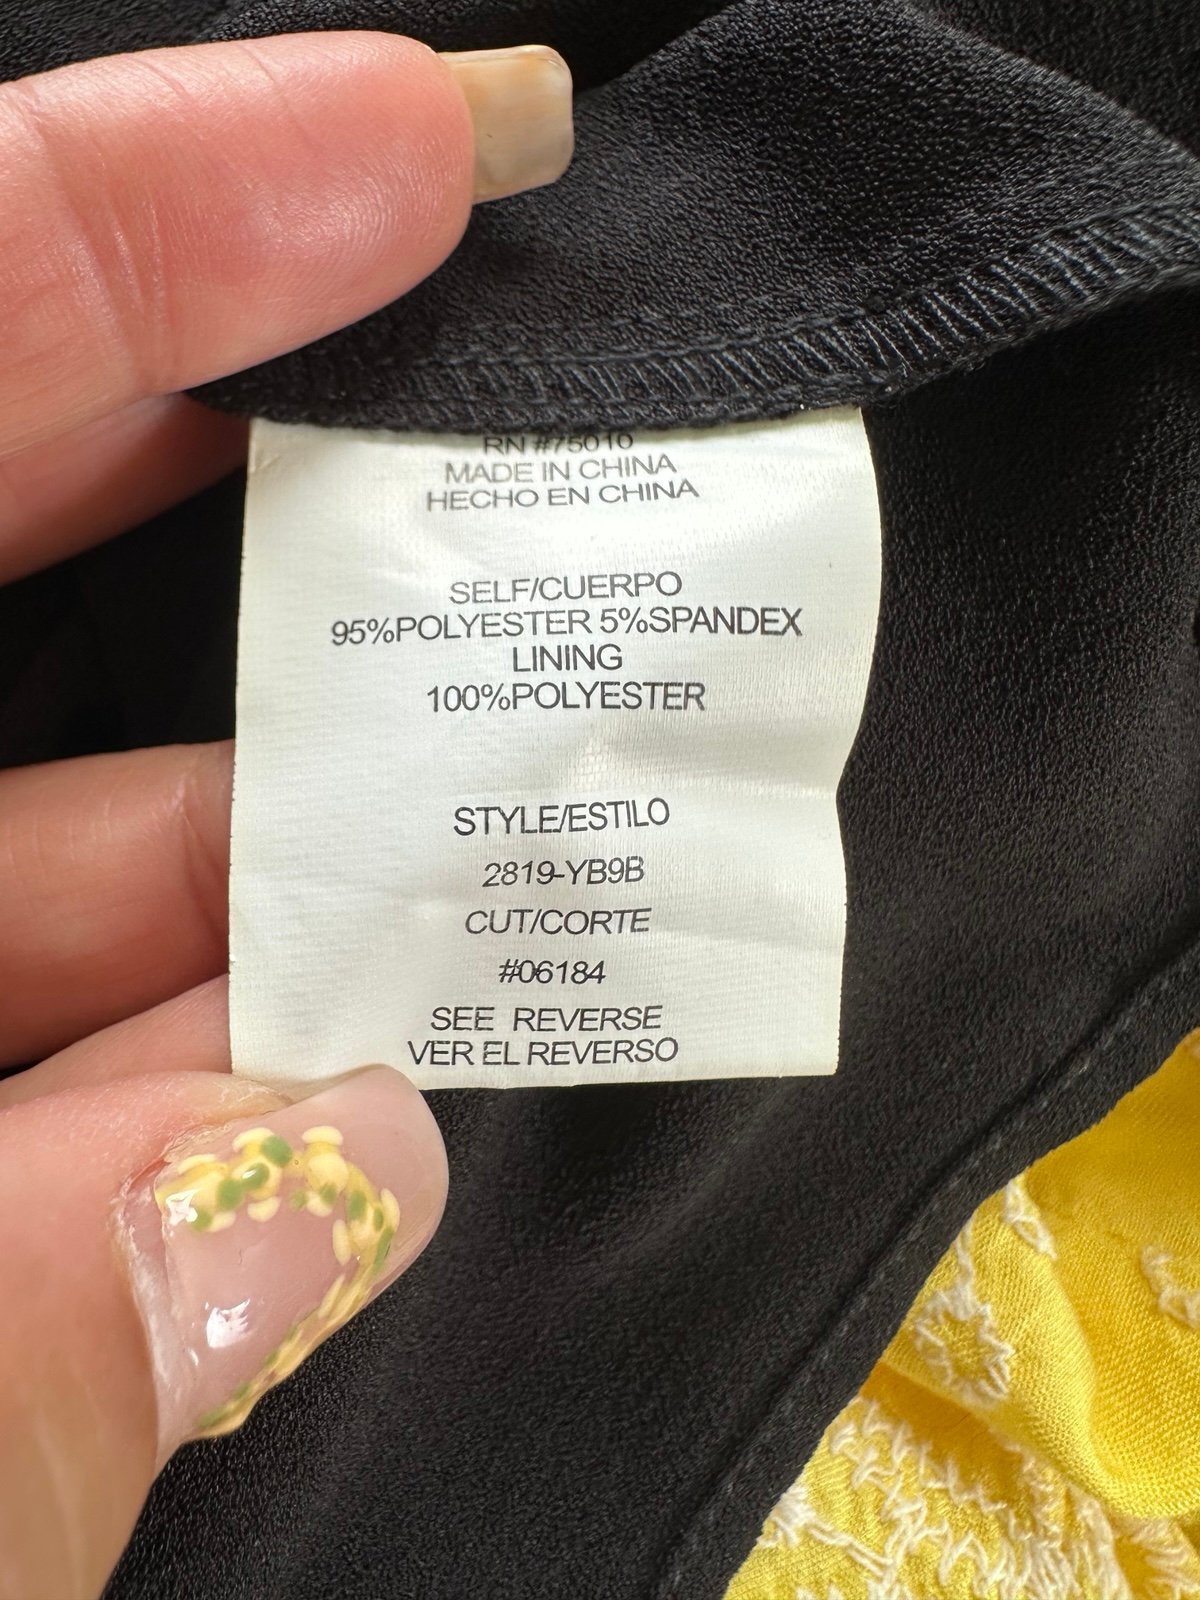 RN #75010
MADE IN CHINA
HECHO EN CHINA
SELF/CUERPO
95%POLYESTER 5%SPANDEX
LINING
100%POLYESTER
STYLE/ESTILO
2819-YB9B
CUT/CORTE
#06184
SEE REVERSE
VER EL REVERSO